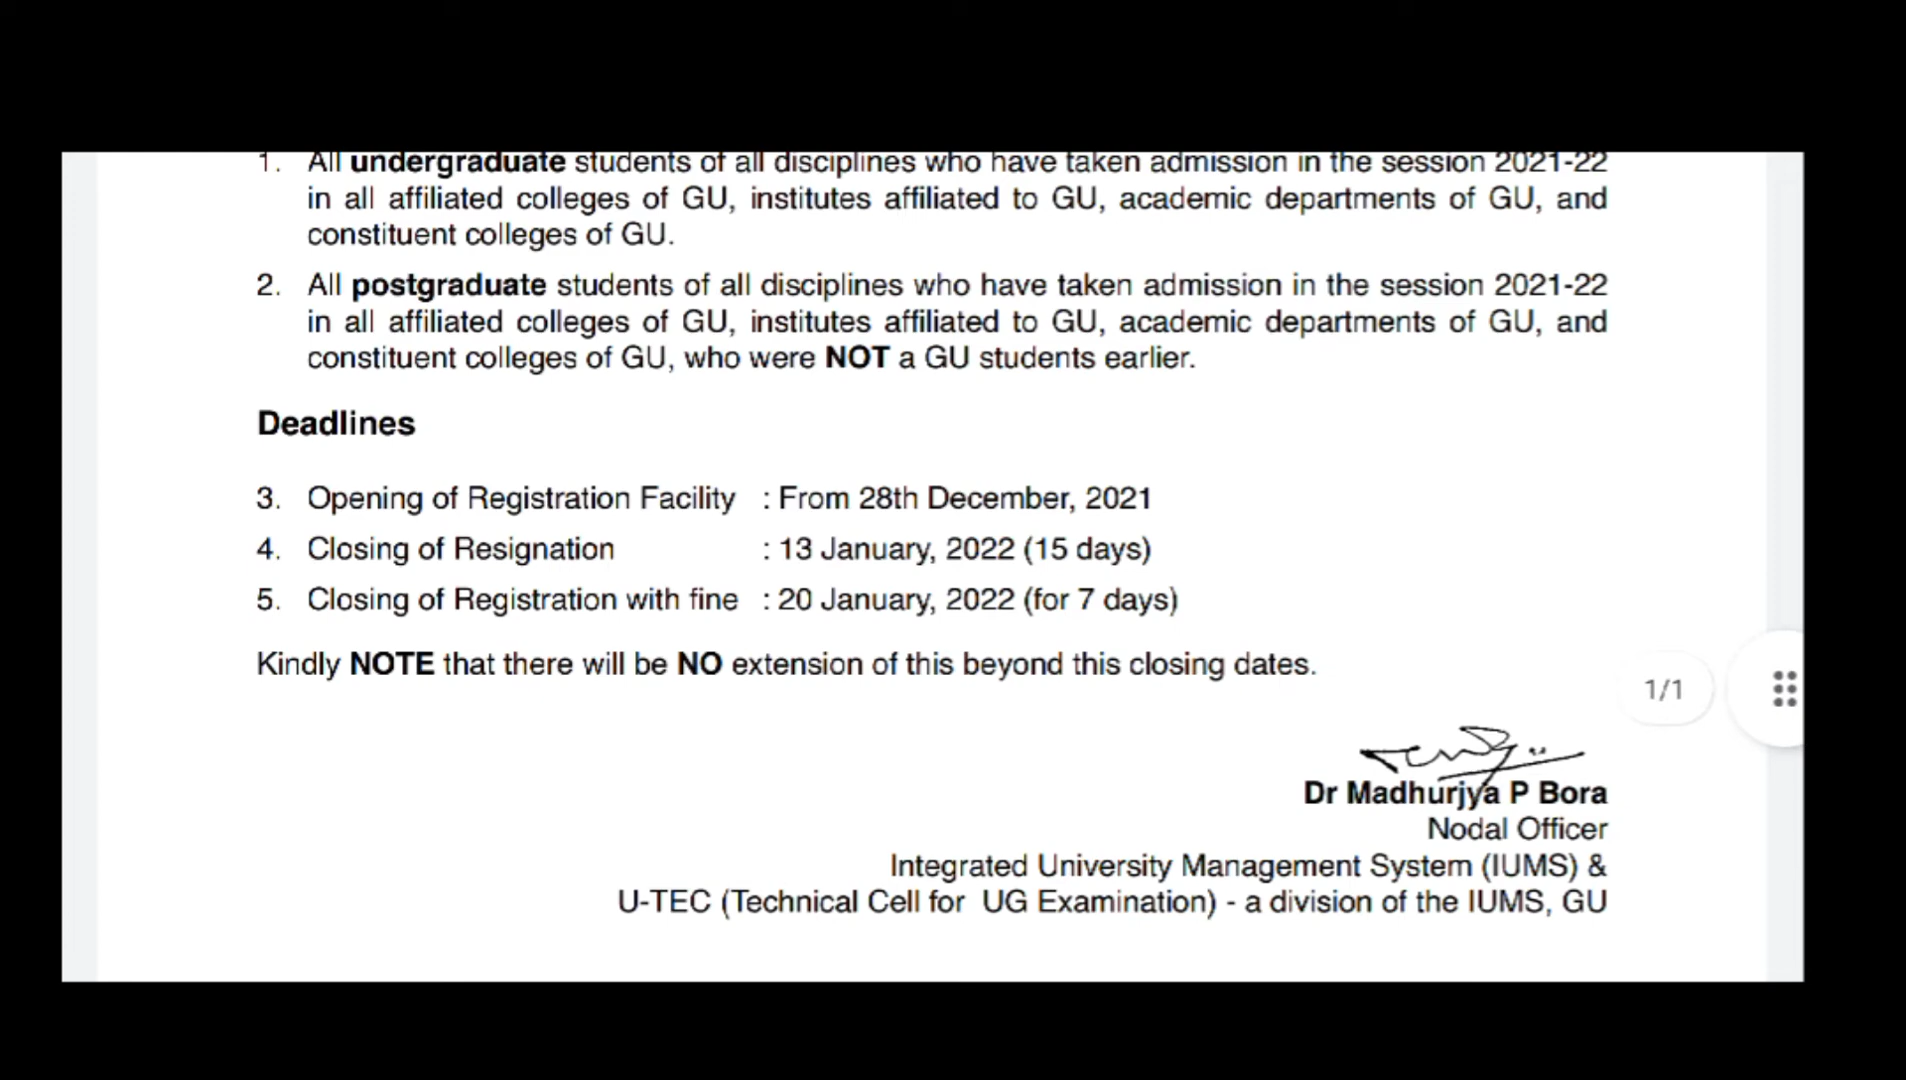 1. All undergraduate students of all disciplines who have taken admission in the session 2021-22
in all affiliated colleges of GU, institutes affiliated to GU, academic departments of GU, and
constituent colleges of GU.
2. All postgraduate students of all disciplines who have taken admission in the session 2021-22
in all affiliated colleges of GU, institutes affiliated to GU, academic departments of GU, and
constituent colleges of GU, who were NOT a GU students earlier.
Deadlines
3. Opening of Registration Facility : From 28th December, 2021
4. Closing of Resignation : 13 January, 2022 (15 days)
5. Closing of Registration with fine : 20 January, 2022 (for 7 days)
Kindly NOTE that there will be NO extension of this beyond this closing dates.
1/1
Dr Madhurjya P Bora
Nodal Officer
Integrated University Management System (IUMS) &
U-TEC (Technical Cell for UG Examination) - a division of the IUMS, GU